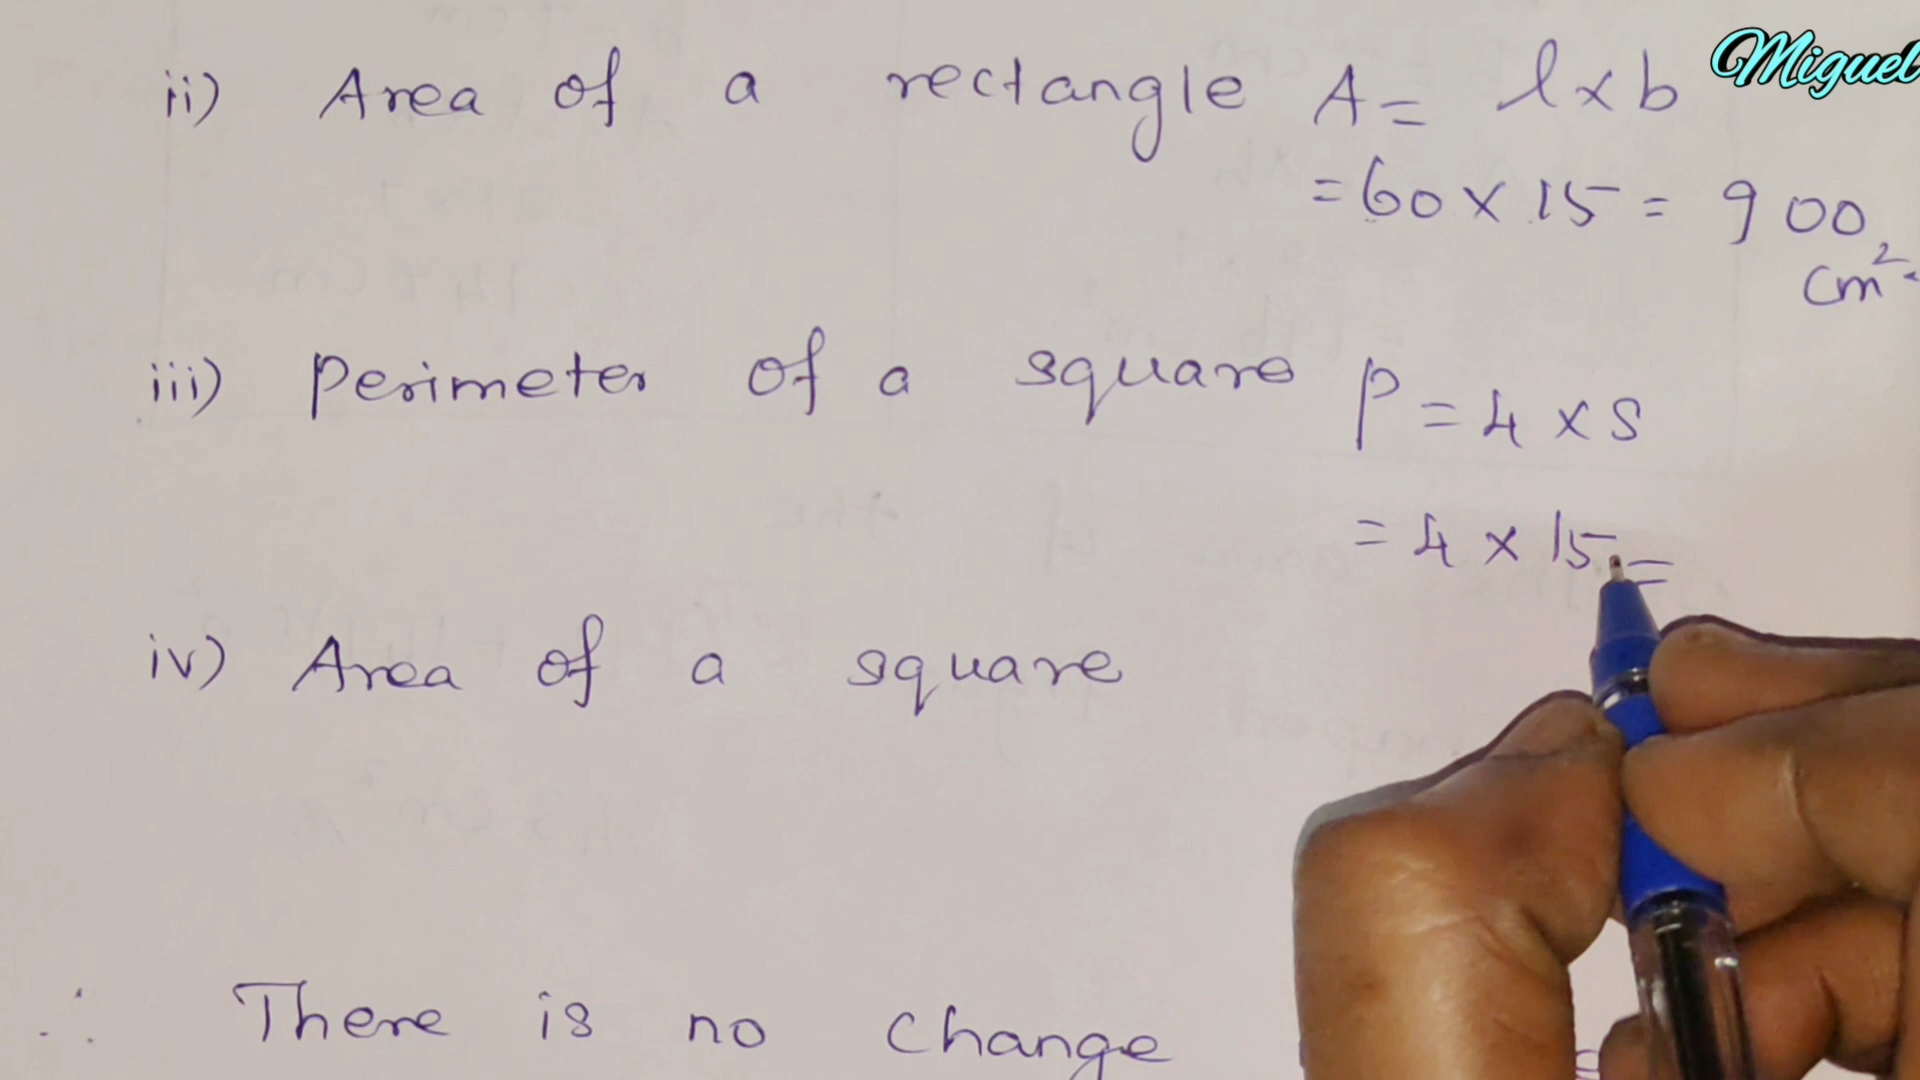 Miguel
ii) Area of a rectangle A = l × b
= 60 × 15 = 900
cm²
iii) Perimeter of a square P = 4 × s
= 4 × 15 =
iv) Area of a square
∴ There is no change